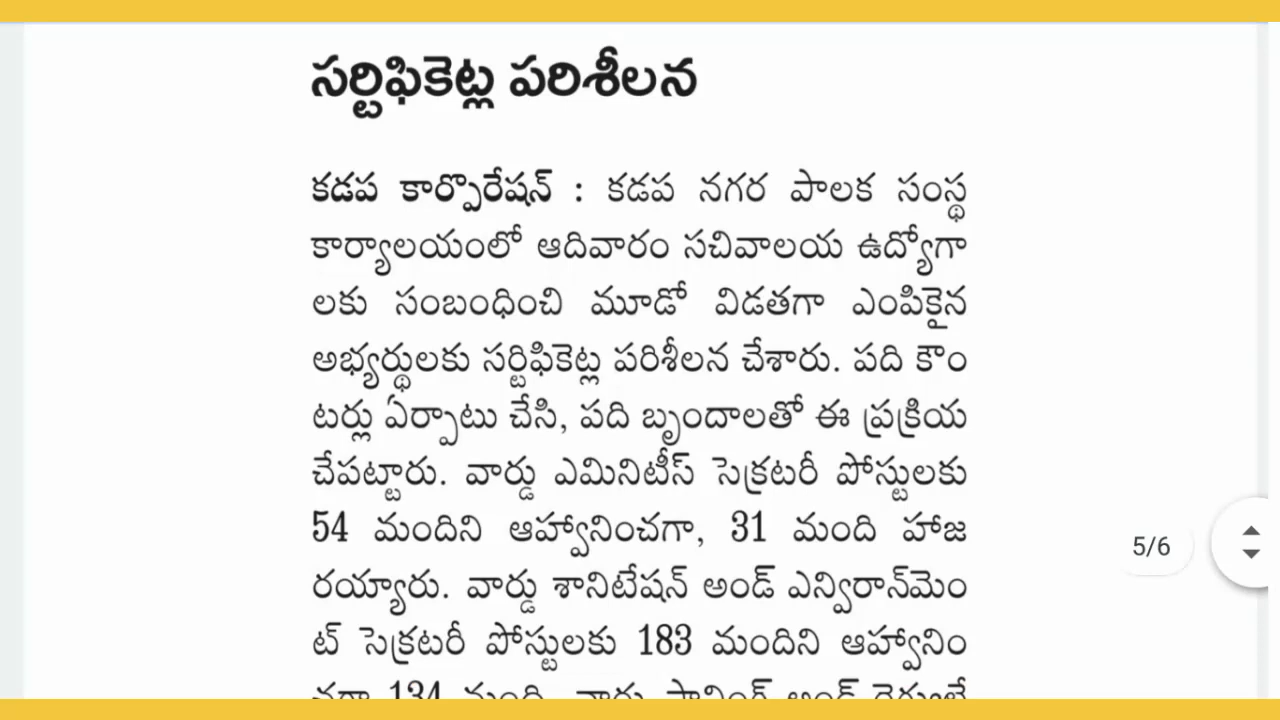 సర్టిఫికెట్ల పరిశీలన
కడప కార్పొరేషన్ : కడప నగర పాలక సంస్థ
కార్యాలయంలో ఆదివారం సచివాలయ ఉద్యోగా
లకు సంబంధించి మూడో విడతగా ఎంపికైన
అభ్యర్థులకు సర్టిఫికెట్ల పరిశీలన చేశారు. పది కౌం
టర్లు ఏర్పాటు చేసి, పది బృందాలతో ఈ ప్రక్రియ
చేపట్టారు. వార్డు ఎమినిటీస్ సెక్రటరీ పోస్టులకు
54 మందిని ఆహ్వానించగా, 31 మంది హాజ
రయ్యారు. వార్డు శానిటేషన్ అండ్ ఎన్విరాన్‌మెం
ట్ సెక్రటరీ పోస్టులకు 183 మందిని ఆహ్వానిం
చగా 134 మంది, వార్డు ప్లానింగ్ అండ్
5/6